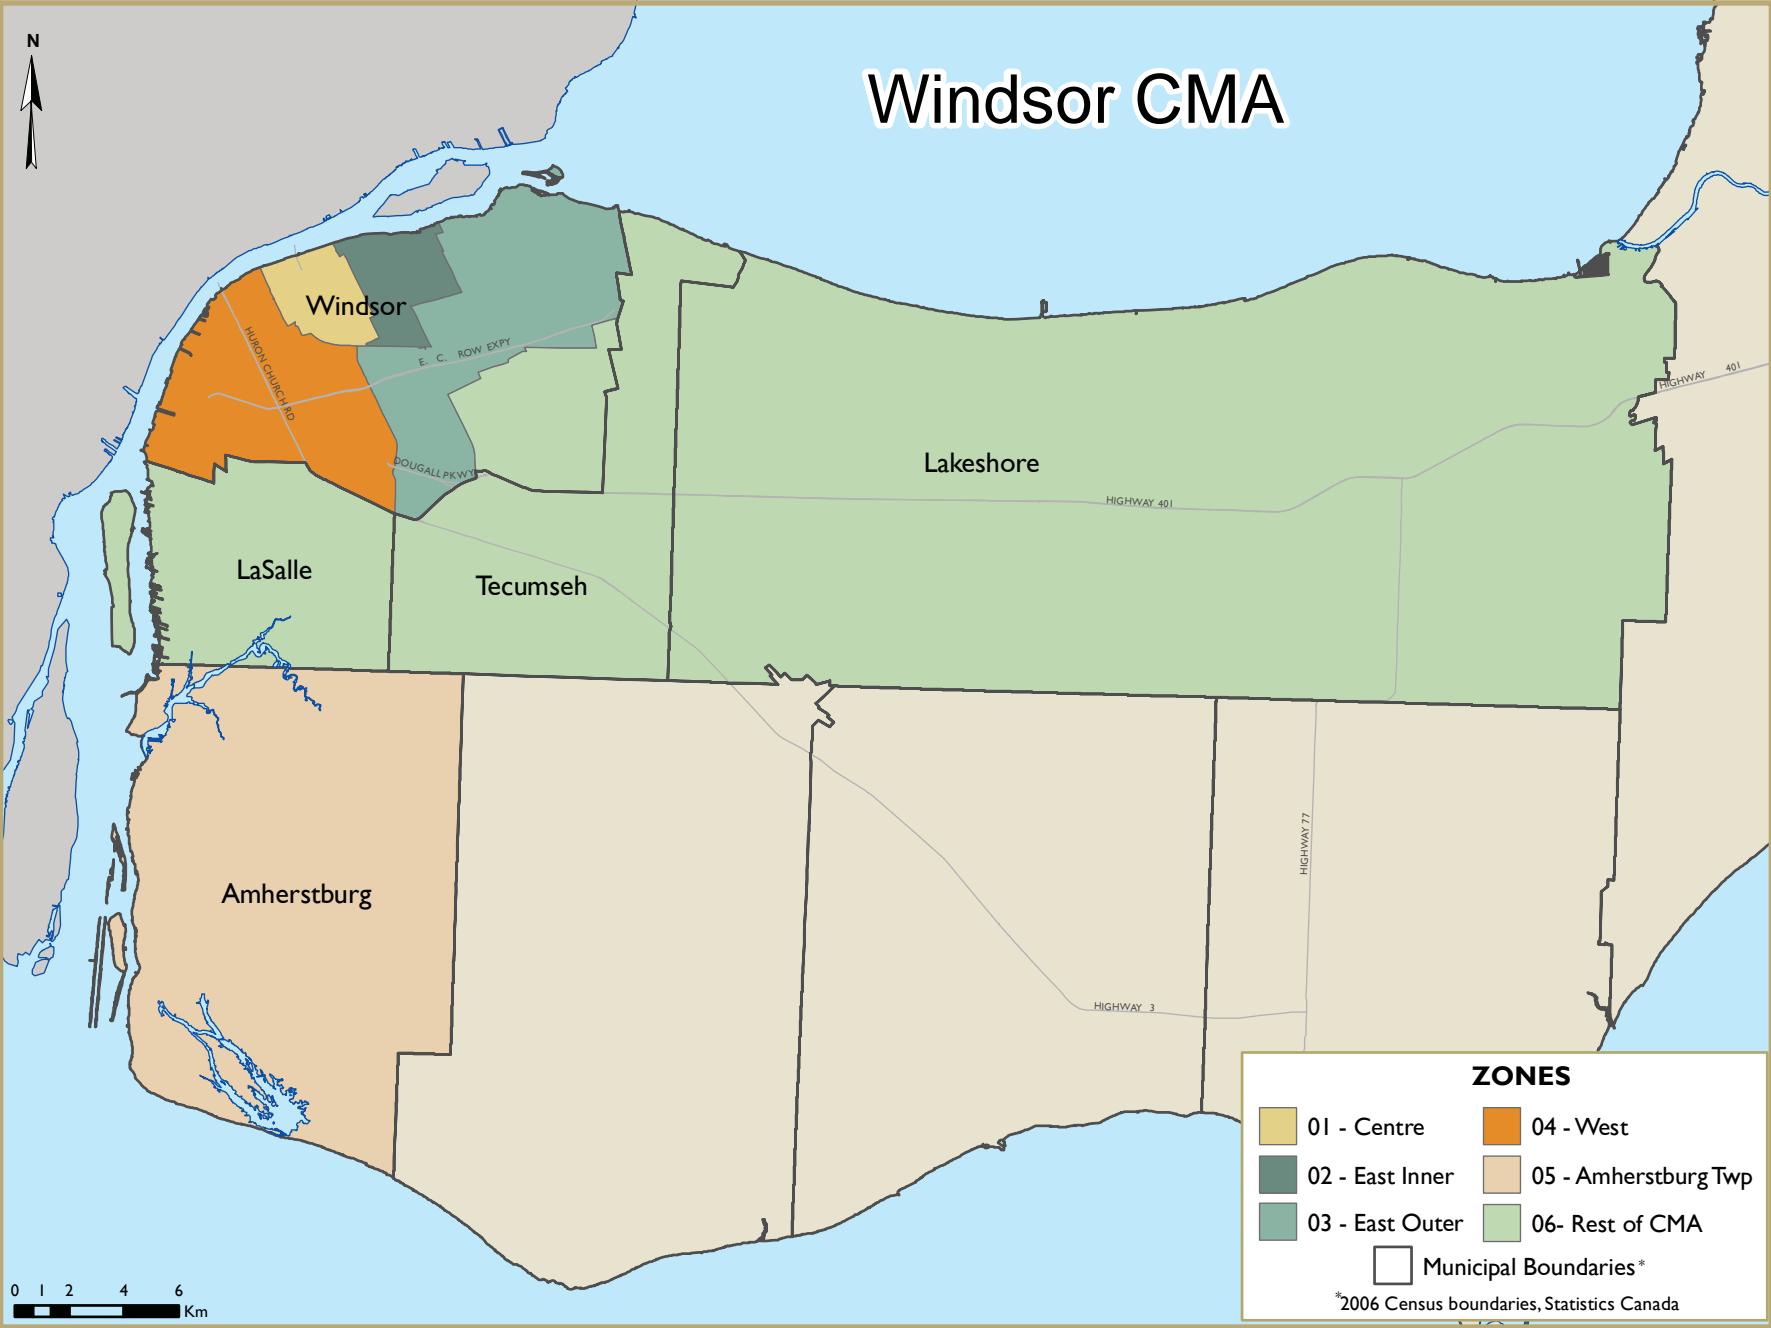 N
Windsor CMA
Windsor
HURON CHURCH RD
E. C. ROW EXPY
HIGHWAY 401
DOUGALL PKWY
Lakeshore
HIGHWAY 401
LaSalle
Tecumseh
Amherstburg
HIGHWAY 77
HIGHWAY 3
ZONES
01 - Centre
02 - East Inner
03 - East Outer
04 - West
05 - Amherstburg Twp
06- Rest of CMA
Municipal Boundaries*
*2006 Census boundaries, Statistics Canada
0 1 2 4 6
Km